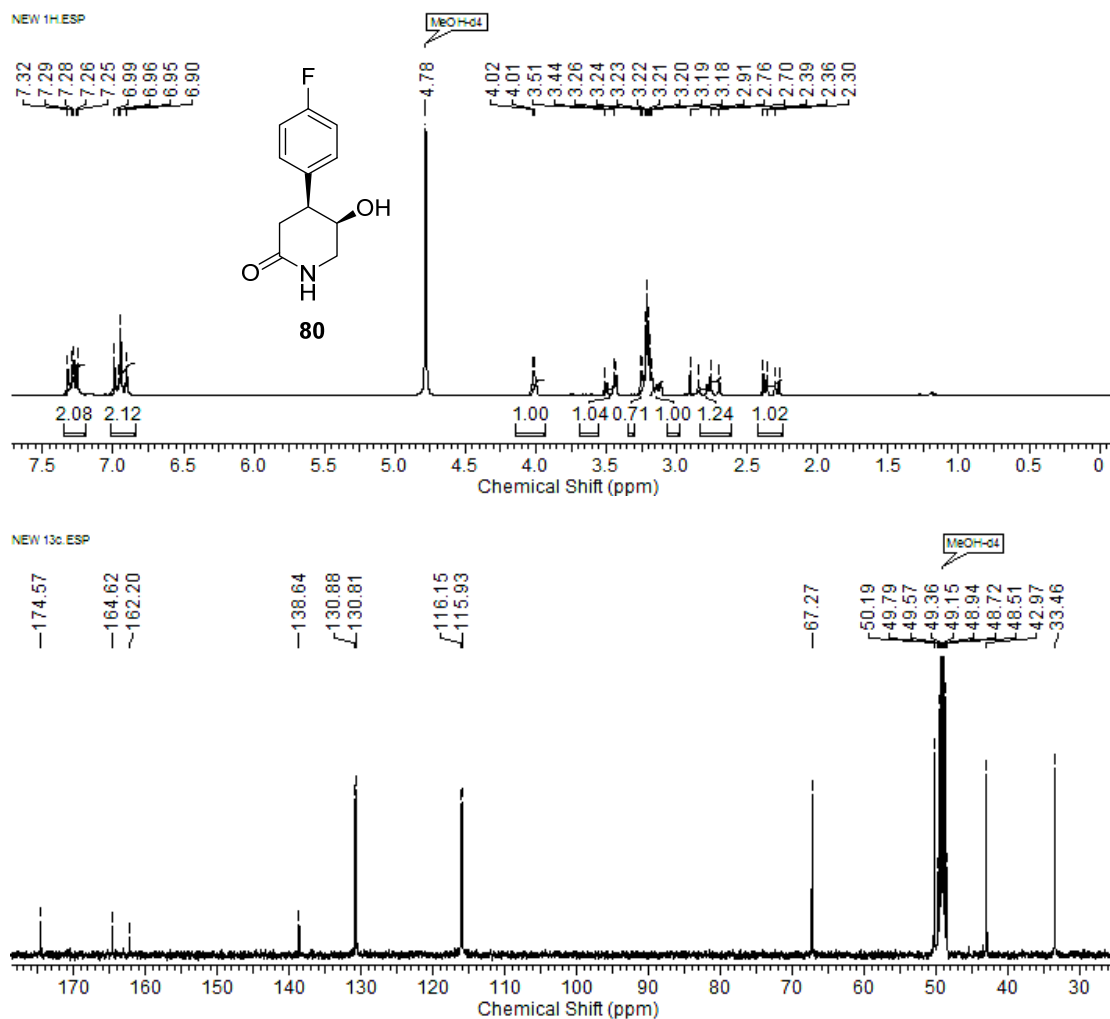 NEW 1H.ESP
MeOH-d4
7.32 7.29 7.28 7.26 7.25 6.99 6.96 6.95 6.90 4.78 4.02 4.01 3.51 3.44 3.26 3.24 3.23 3.22 3.21 3.20 3.19 3.18 2.91 2.76 2.70 2.39 2.36 2.30
F
OH
O
N
H
80
2.08 2.12 1.00 1.04 0.71 1.00 1.24 1.02
7.5 7.0 6.5 6.0 5.5 5.0 4.5 4.0 3.5 3.0 2.5 2.0 1.5 1.0 0.5 0
Chemical Shift (ppm)
NEW 13c.ESP
MeOH-d4
174.57 164.62 162.20 138.64 130.88 130.81 116.15 115.93 67.27 50.19 49.79 49.57 49.36 49.15 48.94 48.72 48.51 42.97 33.46
170 160 150 140 130 120 110 100 90 80 70 60 50 40 30
Chemical Shift (ppm)